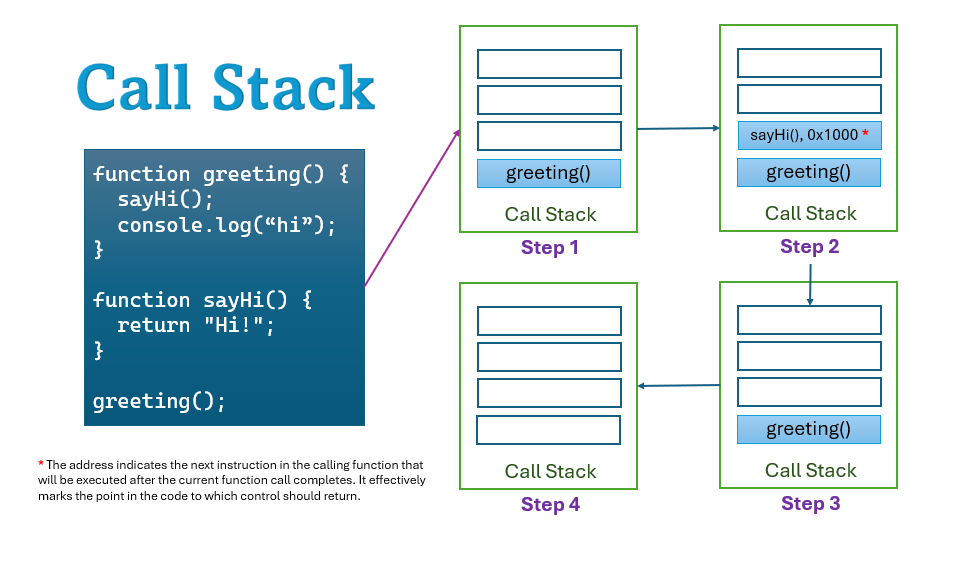 Call Stack
function greeting() {
  sayHi();
  console.log(“hi”);
}
function sayHi() {
  return "Hi!";
}
greeting();
* The address indicates the next instruction in the calling function that
will be executed after the current function call completes. It effectively
marks the point in the code to which control should return.
greeting()
Call Stack
Step 1
sayHi(), 0x1000 *
greeting()
Call Stack
Step 2
greeting()
Call Stack
Step 3
Call Stack
Step 4